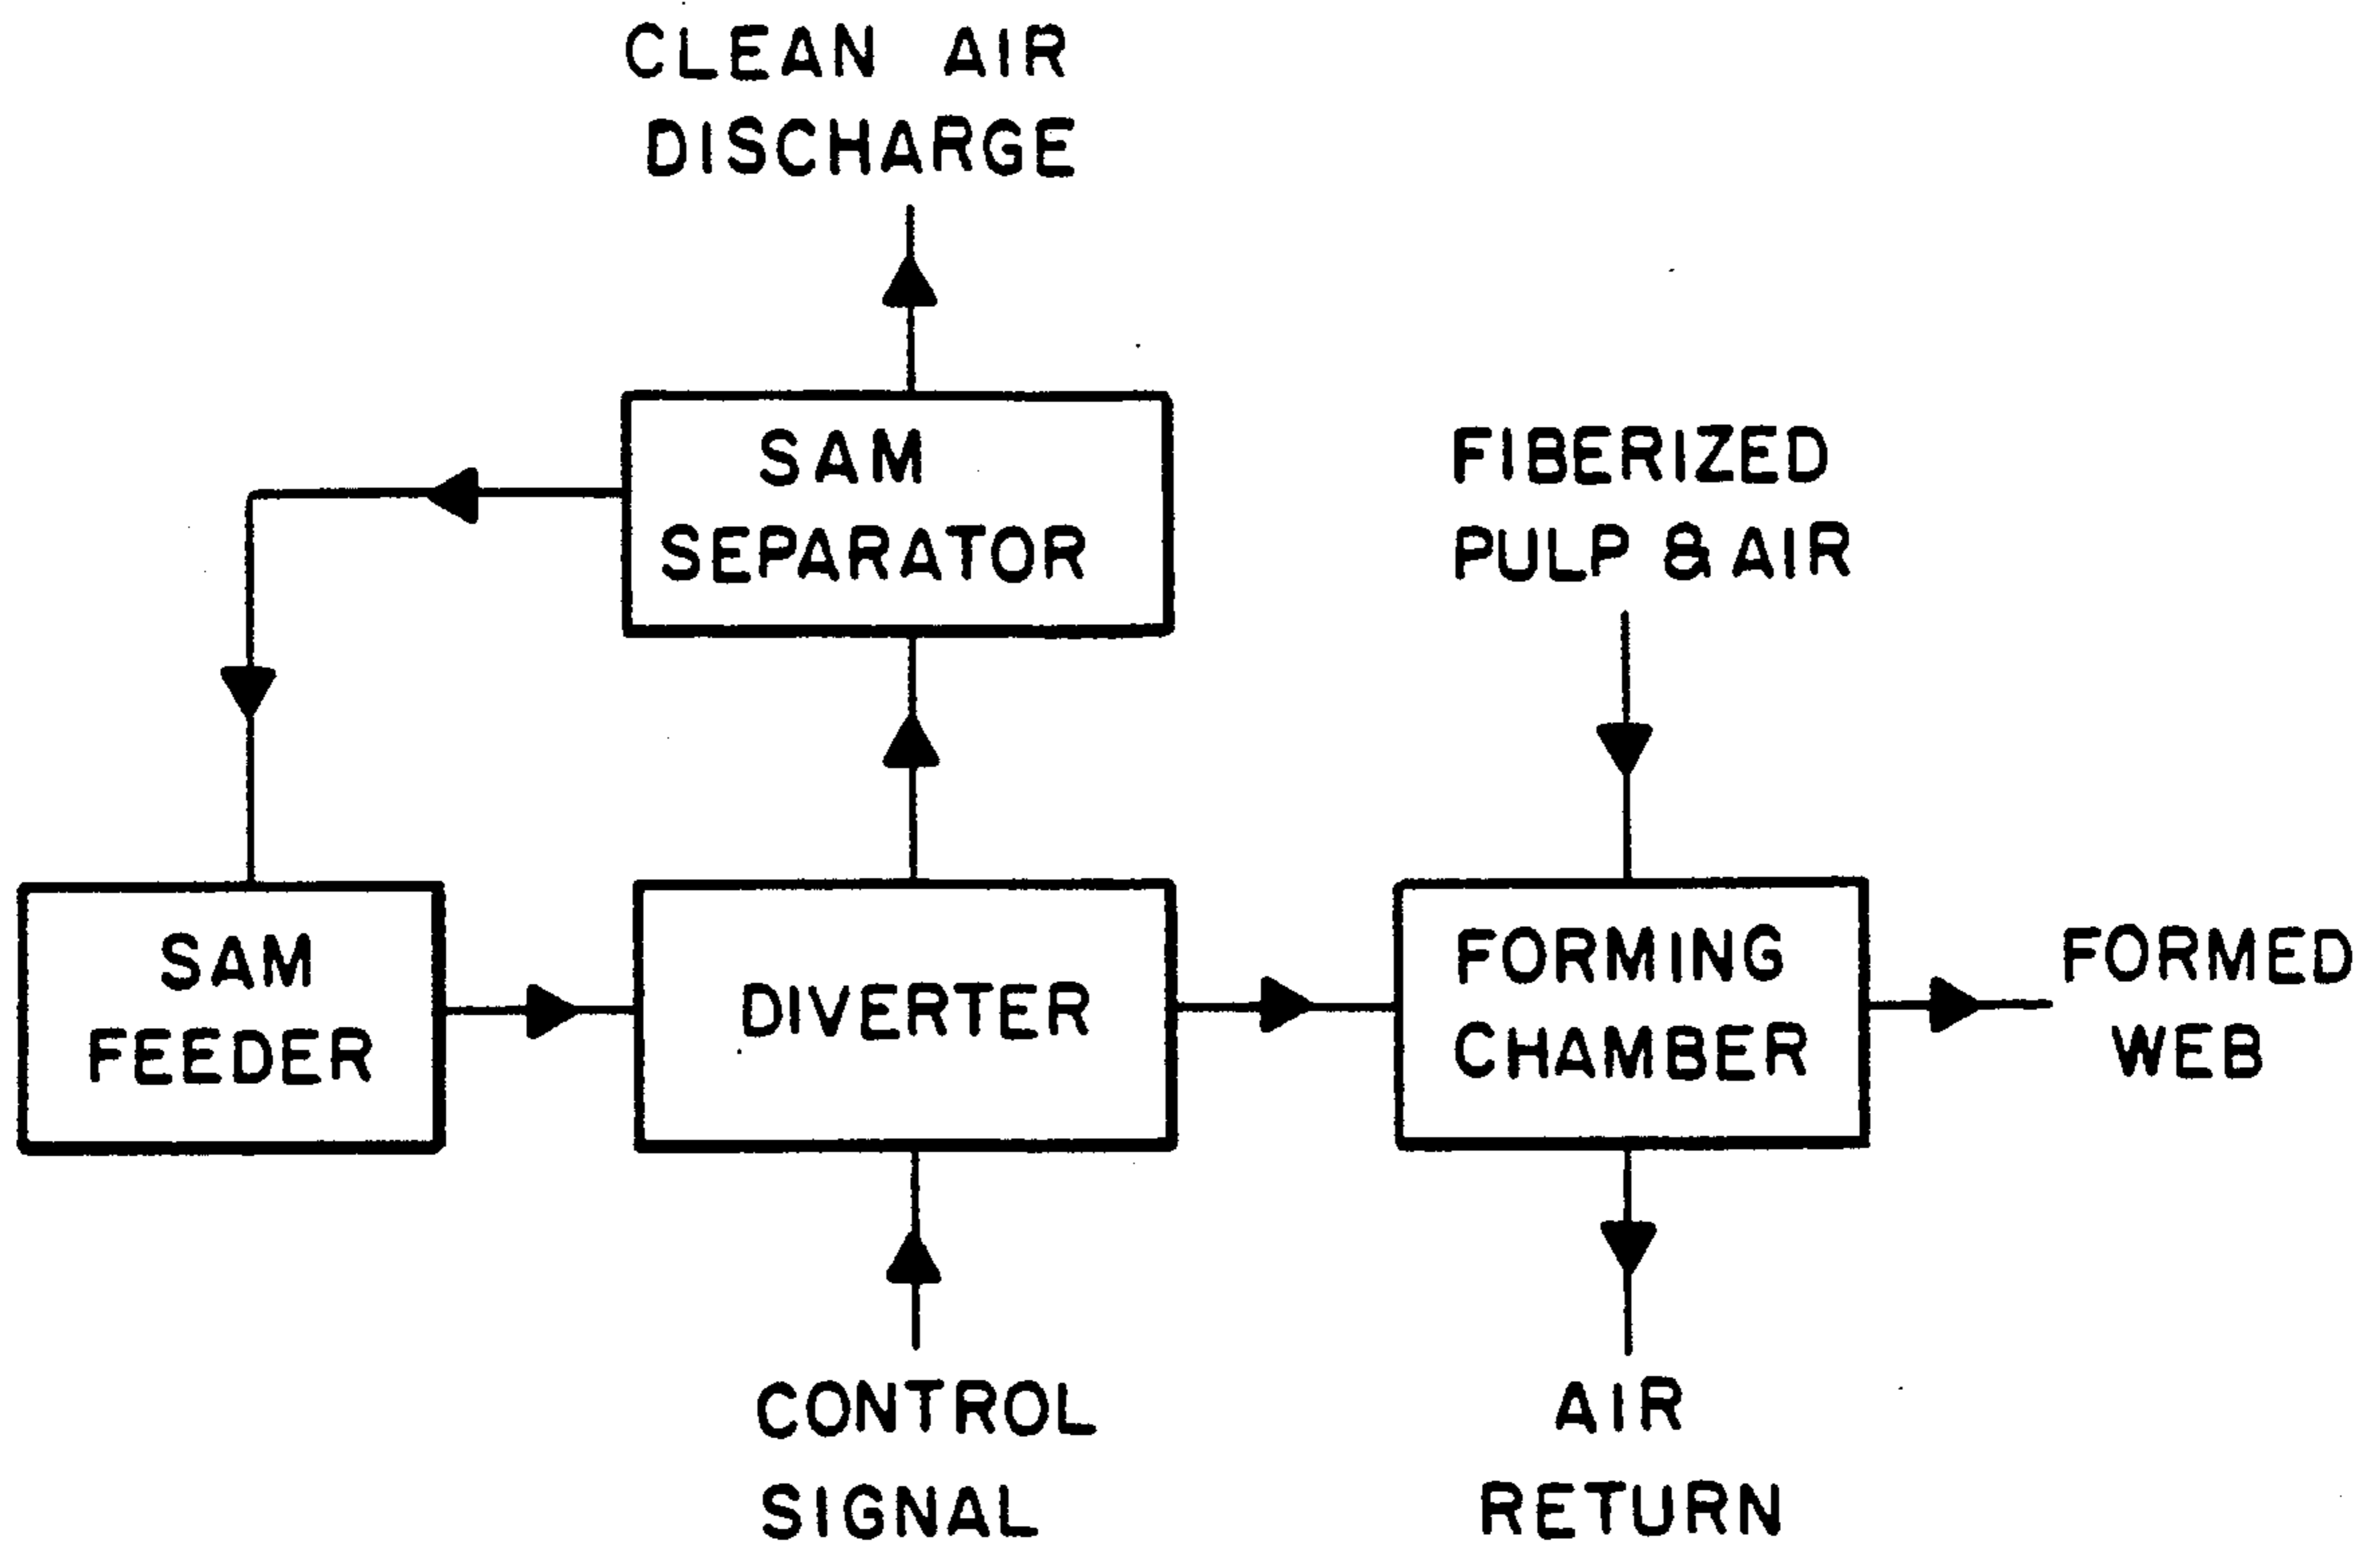 CLEAN AIR
DISCHARGE
SAM
SEPARATOR
FIBERIZED
PULP & AIR
SAM
FEEDER
DIVERTER
FORMING
CHAMBER
FORMED
WEB
CONTROL
SIGNAL
AIR
RETURN